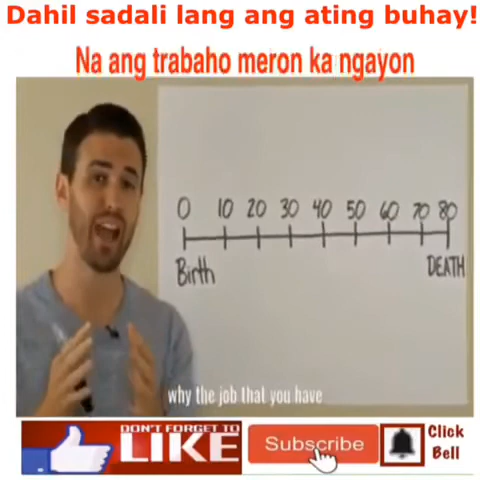 Dahil sadali lang ang ating buhay!
Na ang trabaho meron ka ngayon
0 10 20 30 40 50 60 70 80
Birth DEATH
why the job that you have
DON'T FORGET TO
LIKE
Subscribe
Click
Bell